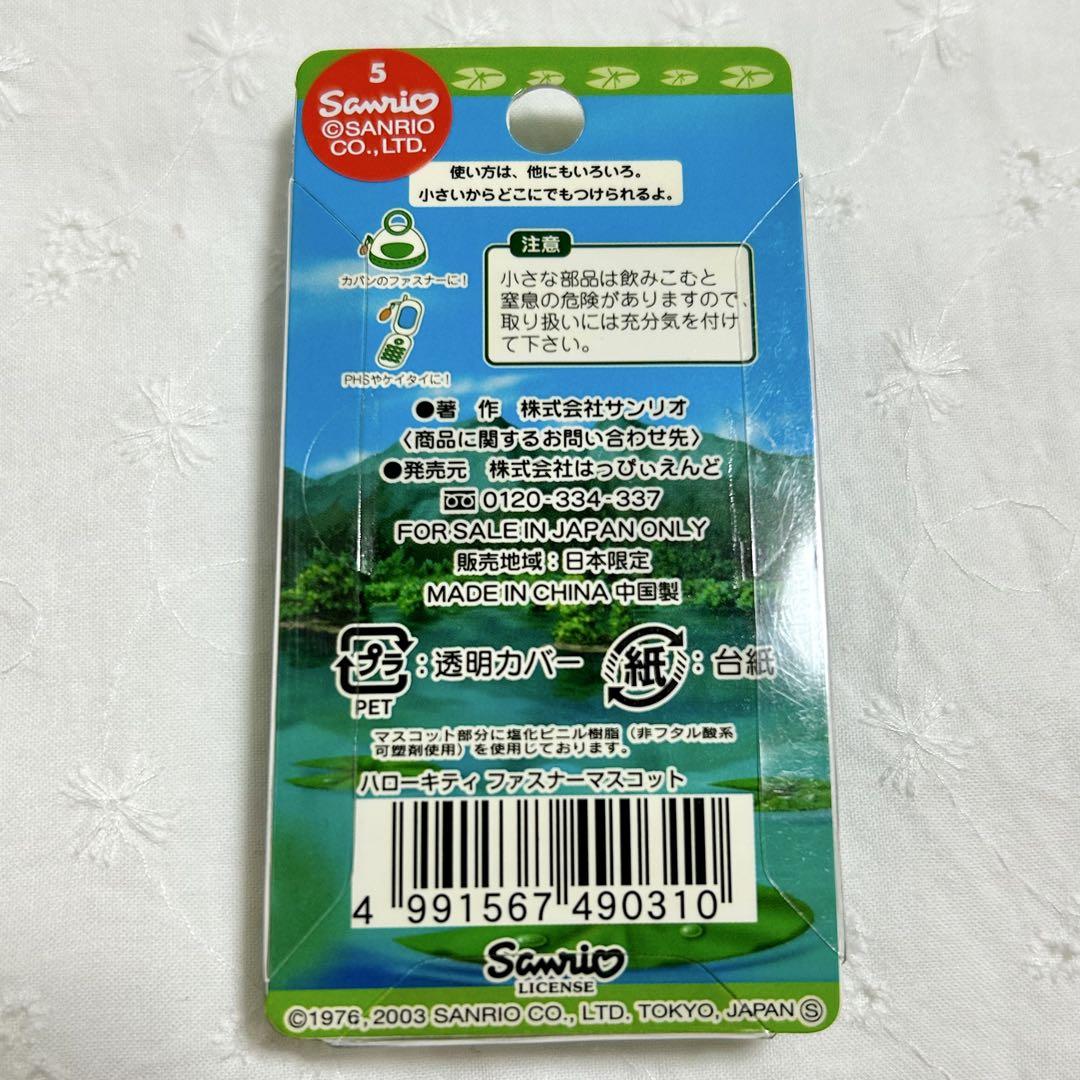 5
Sanrio
©SANRIO
CO., LTD.
使い方は、他にもいろいろ。
小さいからどこにでもつけられるよ。
カバンのファスナーに!
PHSやケイタイに!
注意
小さな部品は飲みこむと
窒息の危険がありますので、
取り扱いには充分気を付け
て下さい。
●著 作 株式会社サンリオ
〈商品に関するお問い合わせ先〉
●発売元 株式会社はっぴぃえんど
0120-334-337
FOR SALE IN JAPAN ONLY
販売地域:日本限定
MADE IN CHINA 中国製
プラ:透明カバー
PET
紙:台紙
マスコット部分に塩化ビニル樹脂(非フタル酸系
可塑剤使用)を使用しております。
ハローキティ ファスナーマスコット
4 991567 490310
Sanrio
LICENSE
©1976, 2003 SANRIO CO., LTD. TOKYO, JAPAN Ⓢ